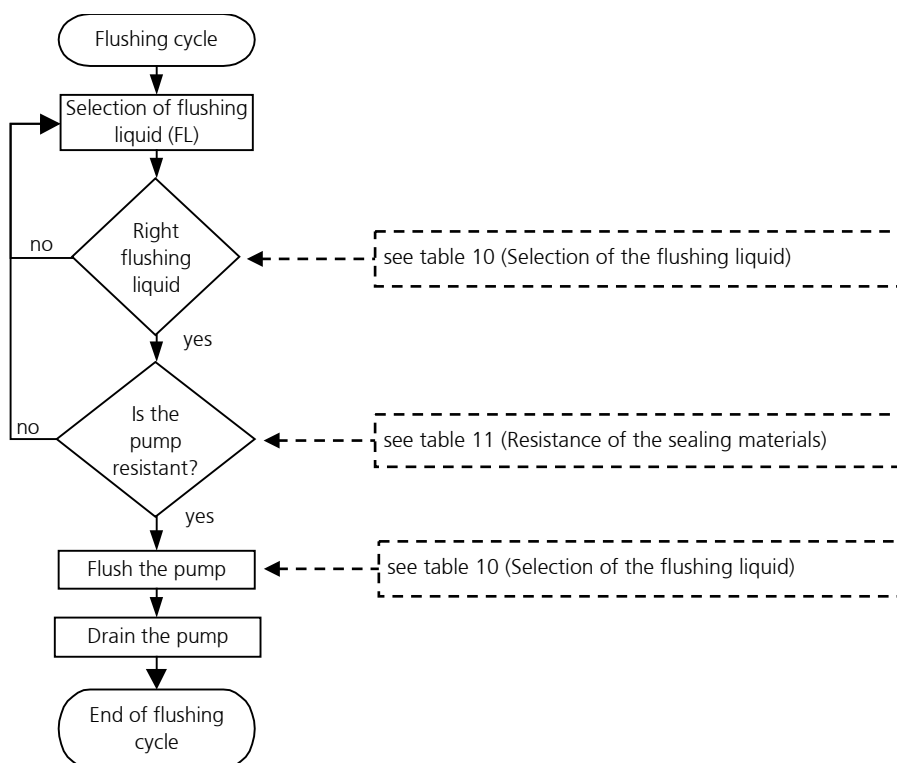 Flushing cycle
Selection of flushing
liquid (FL)
Right
flushing
liquid
no
see table 10 (Selection of the flushing liquid)
yes
Is the
pump
resistant?
no
see table 11 (Resistance of the sealing materials)
yes
Flush the pump
see table 10 (Selection of the flushing liquid)
Drain the pump
End of flushing
cycle